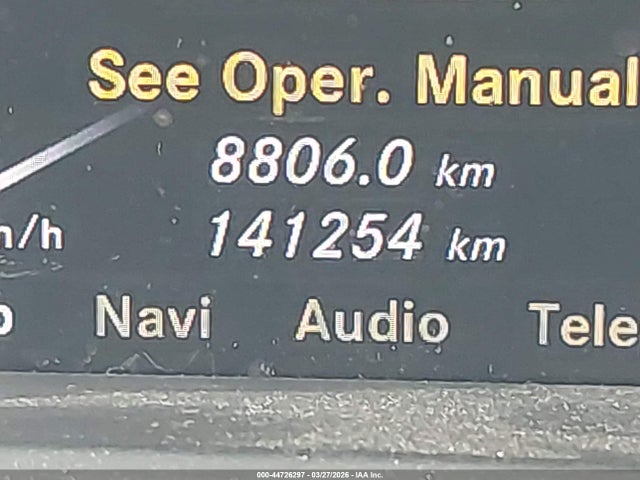 See Oper. Manual
8806.0 km
141254 km
Navi Audio Tele
000-44726297 - 03/27/2026 - IAA Inc.